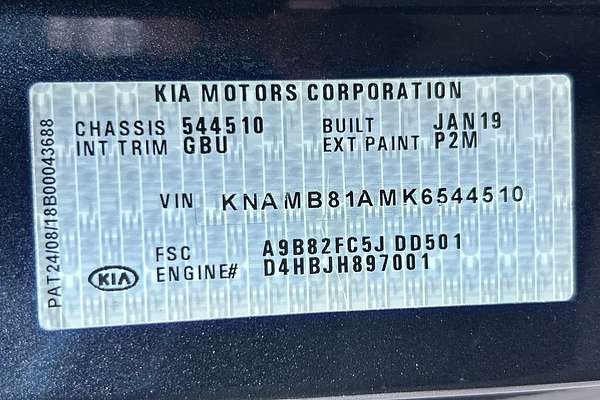 KIA MOTORS CORPORATION
CHASSIS 544510 BUILT JAN19
INT TRIM GBU EXT PAINT P2M
VIN KNAMB81AMK6544510
FSC A9B82FC5J DD501
KIA ENGINE# D4HBJH897001
PAT24/08/18B00043688